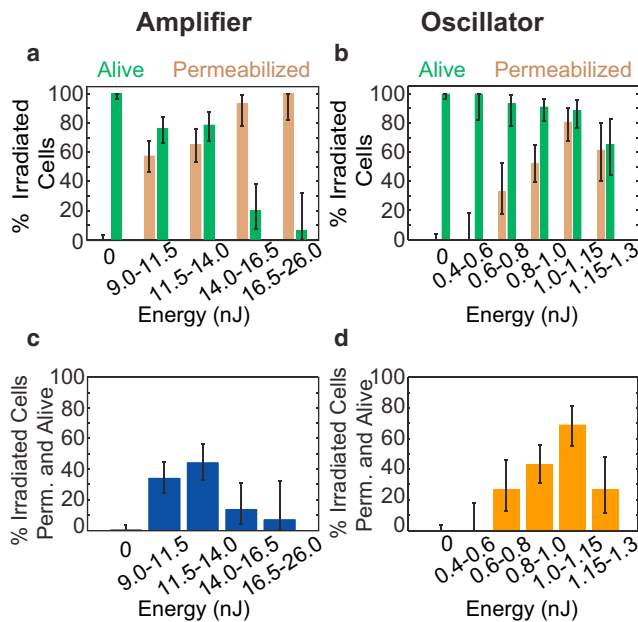 Amplifier
Oscillator
a
Alive
Permeabilized
% Irradiated
Cells
100
80
60
40
20
0
0
9.0-11.5
11.5-14.0
14.0-16.5
16.5-26.0
Energy (nJ)
b
Alive
Permeabilized
% Irradiated
Cells
100
80
60
40
20
0
0
0.4-0.6
0.6-0.8
0.8-1.0
1.0-1.15
1.15-1.3
Energy (nJ)
c
% Irradiated Cells
Perm. and Alive
100
80
60
40
20
0
0
9.0-11.5
11.5-14.0
14.0-16.5
16.5-26.0
Energy (nJ)
d
% Irradiated Cells
Perm. and Alive
100
80
60
40
20
0
0
0.4-0.6
0.6-0.8
0.8-1.0
1.0-1.15
1.15-1.3
Energy (nJ)